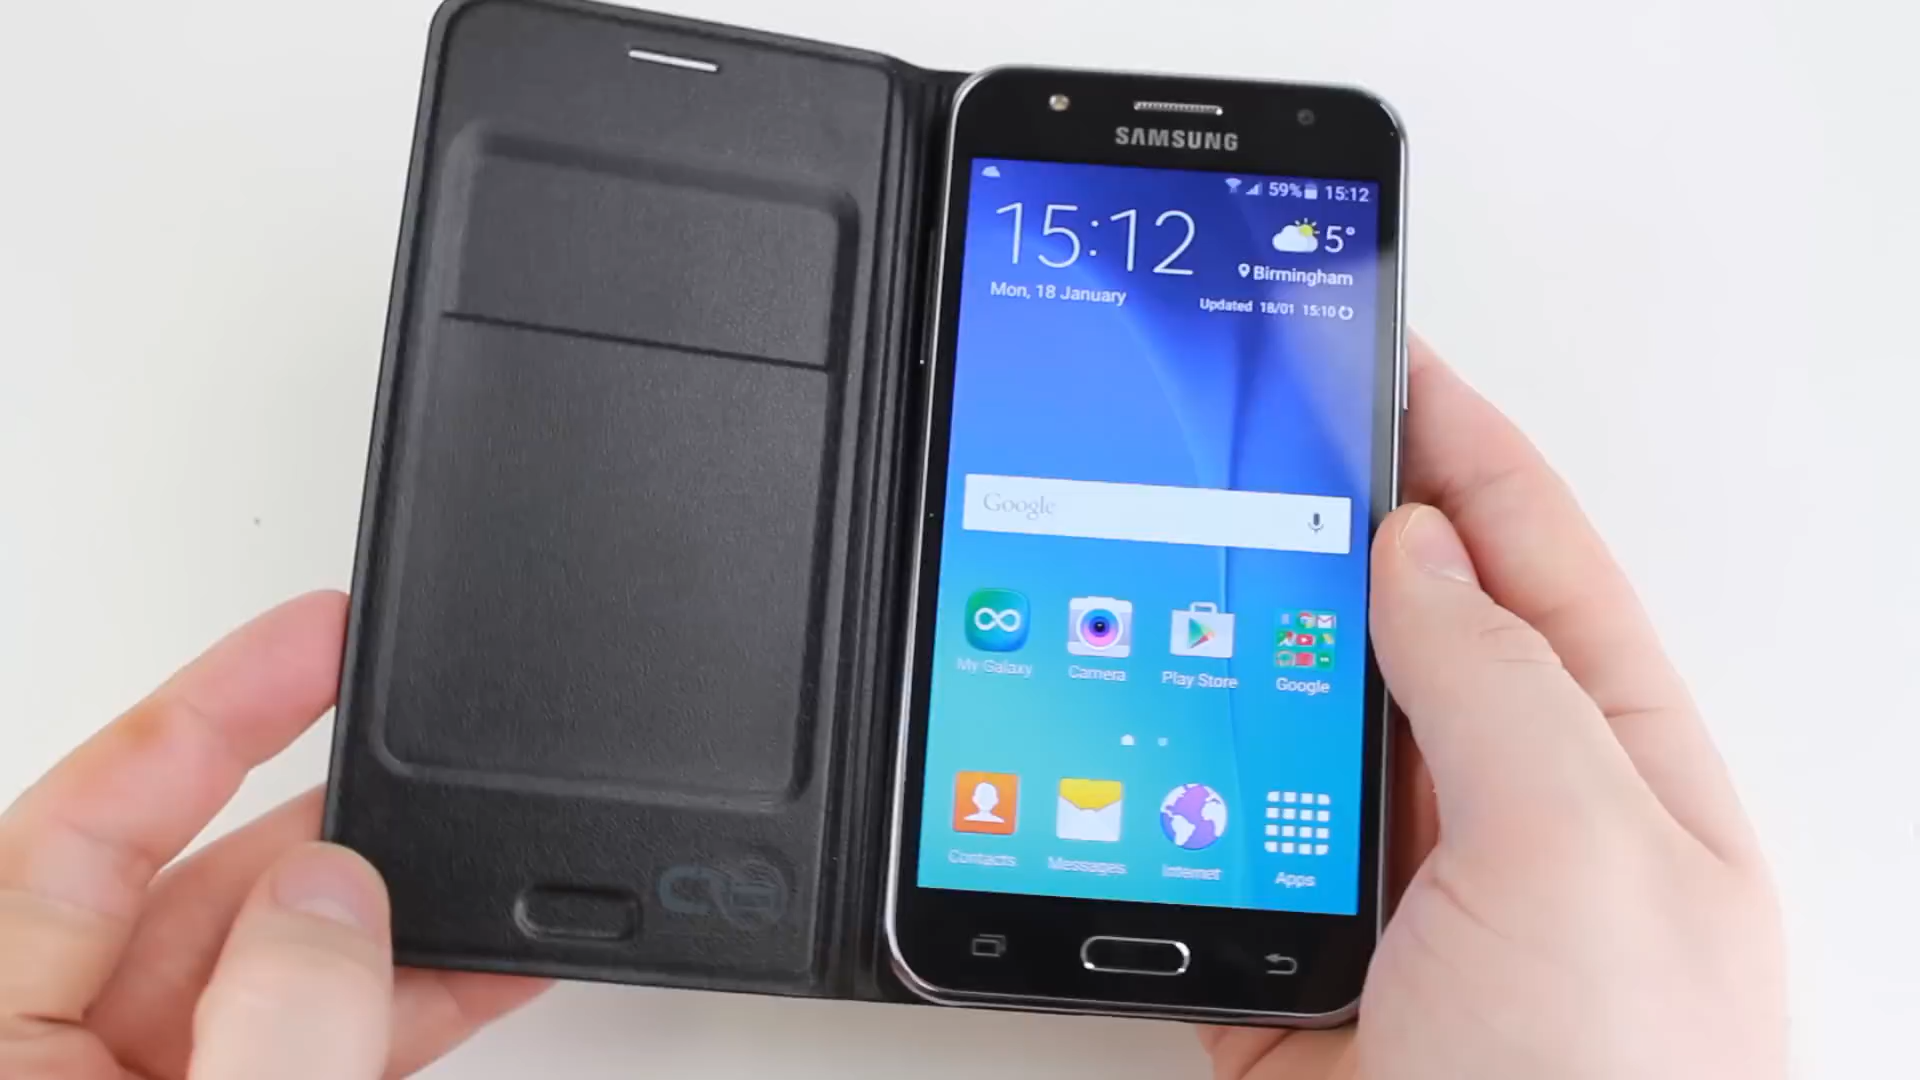 SAMSUNG
59% 15:12
15:12
5°
Birmingham
Mon, 18 January
Updated 18/01 15:10
Google
My Galaxy
Camera
Play Store
Google
Contacts
Messages
Internet
Apps